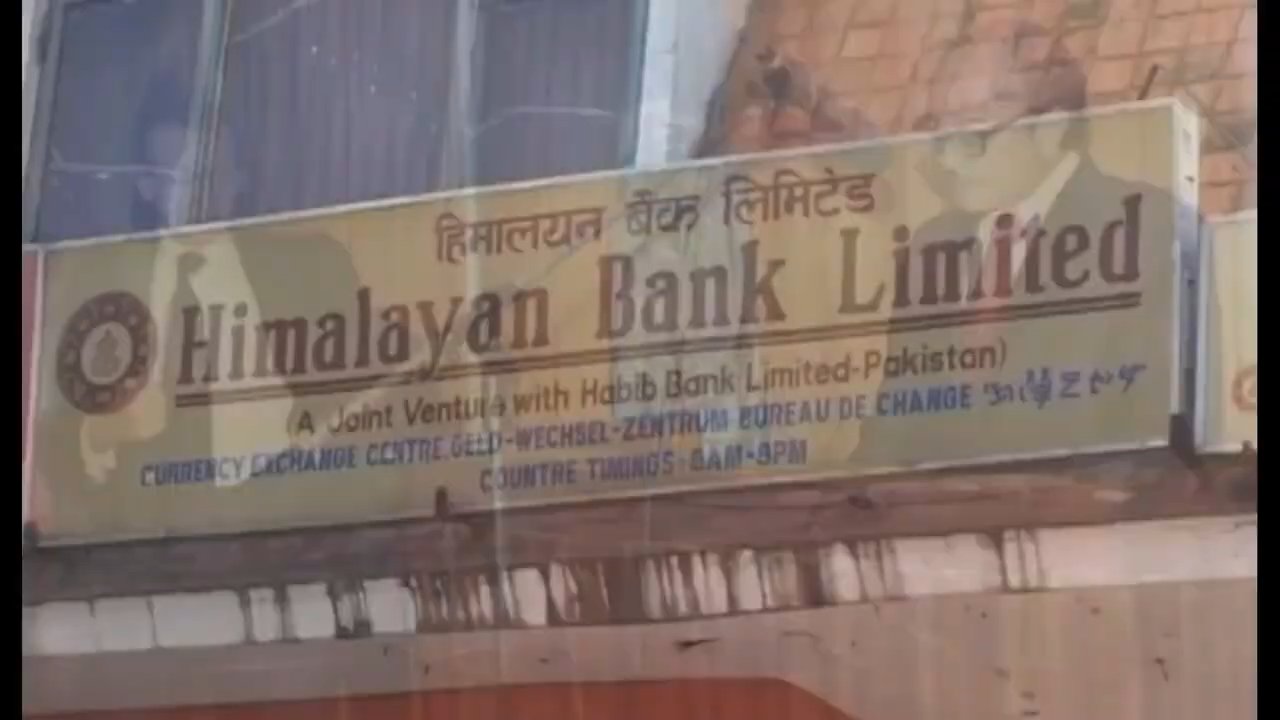 हिमालयन बैंक लिमिटेड
Himalayan Bank Limited
(A Joint Venture with Habib Bank Limited-Pakistan)
CURRENCY EXCHANGE CENTRE.GELD-WECHSEL-ZENTRUM-BUREAU DE CHANGE
COUNTRE TIMINGS-8AM-8PM